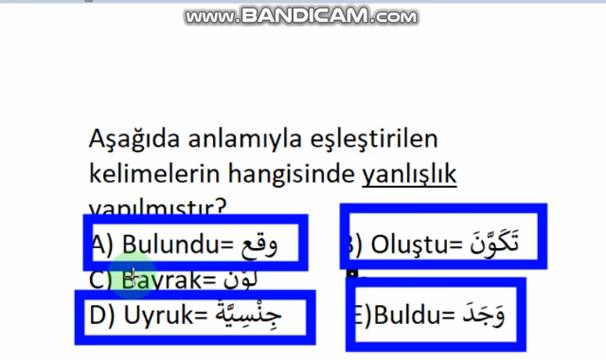 www.BANDICAM.com
Aşağıda anlamıyla eşleştirilen
kelimelerin hangisinde yanlışlık
yapılmıştır?
A) Bulundu= وقع B) Oluştu= تَكَوَّنَ
C) Bayrak= لَوْن
D) Uyruk= جِنْسِيَّة E)Buldu= وَجَدَ